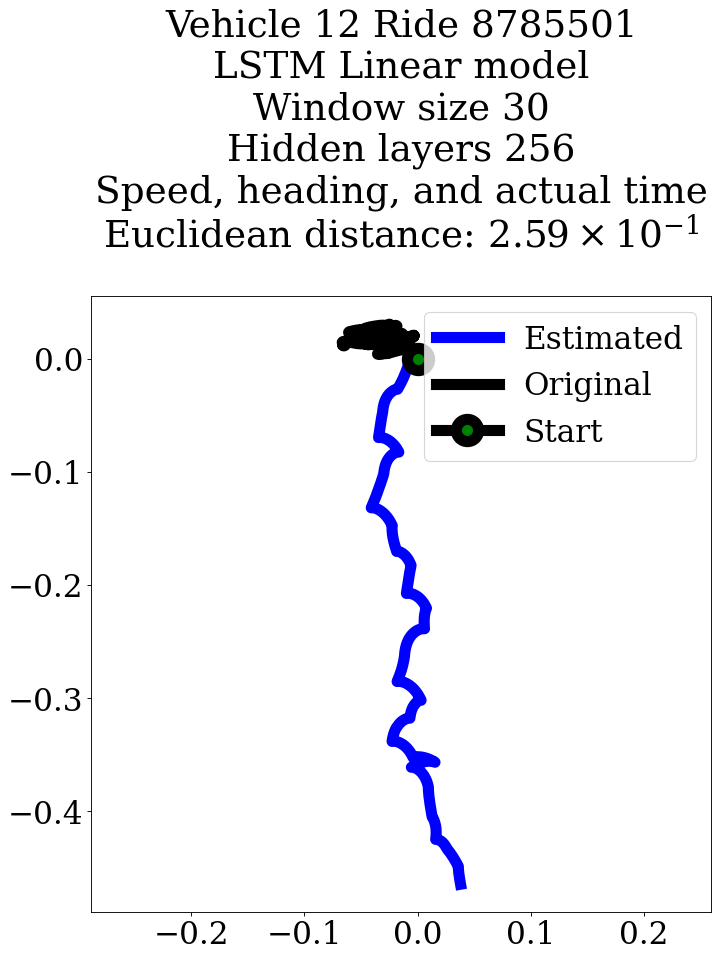 Vehicle 12 Ride 8785501
LSTM Linear model
Window size 30
Hidden layers 256
Speed, heading, and actual time
Euclidean distance: 2.59 × 10⁻¹
Estimated
Original
Start
0.0
−0.1
−0.2
−0.3
−0.4
−0.2 −0.1 0.0 0.1 0.2